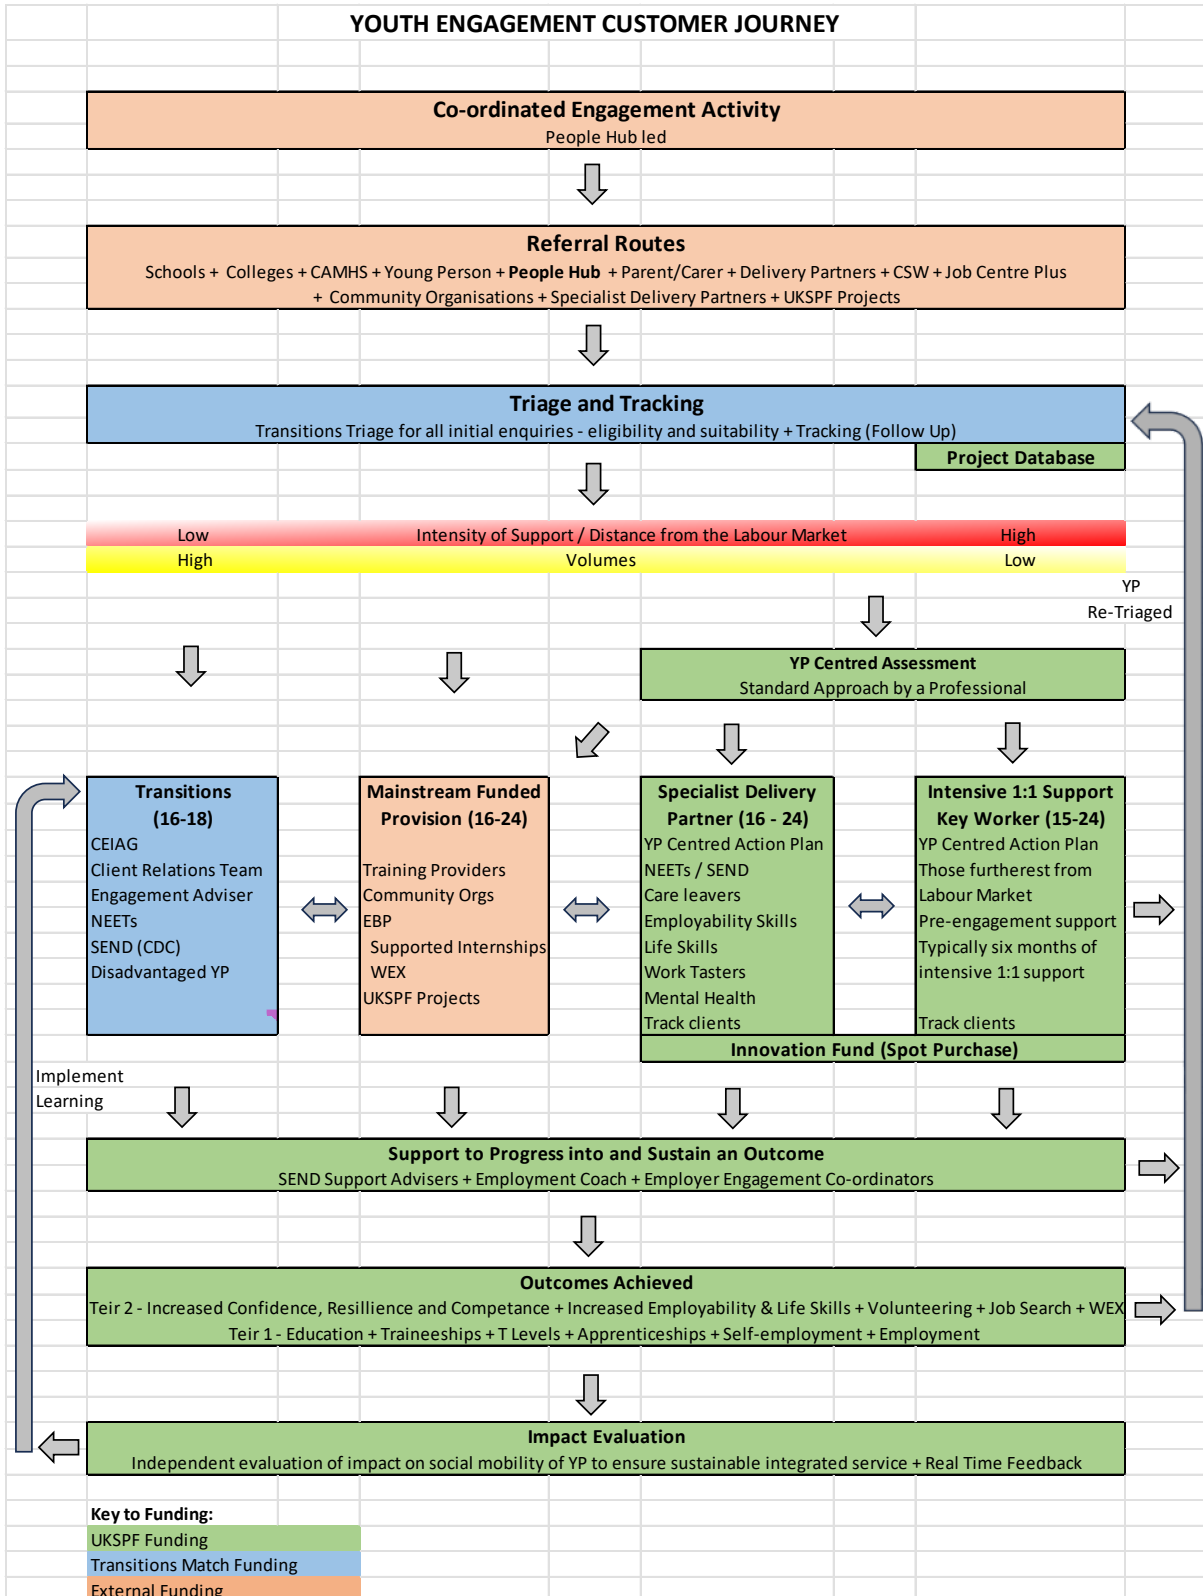 YOUTH ENGAGEMENT CUSTOMER JOURNEY
Co-ordinated Engagement Activity
People Hub led
Referral Routes
Schools + Colleges + CAMHS + Young Person + People Hub + Parent/Carer + Delivery Partners + CSW + Job Centre Plus
+ Community Organisations + Specialist Delivery Partners + UKSPF Projects
Triage and Tracking
Transitions Triage for all initial enquiries - eligibility and suitability + Tracking (Follow Up)
Project Database
Low Intensity of Support / Distance from the Labour Market High
High Volumes Low
YP
Re-Triaged
YP Centred Assessment
Standard Approach by a Professional
Transitions
(16-18)
CEIAG
Client Relations Team
Engagement Adviser
NEETs
SEND (CDC)
Disadvantaged YP
Mainstream Funded
Provision (16-24)
Training Providers
Community Orgs
EBP
Supported Internships
WEX
UKSPF Projects
Specialist Delivery
Partner (16 - 24)
YP Centred Action Plan
NEETs / SEND
Care leavers
Employability Skills
Life Skills
Work Tasters
Mental Health
Track clients
Intensive 1:1 Support
Key Worker (15-24)
YP Centred Action Plan
Those furtherest from
Labour Market
Pre-engagement support
Typically six months of
intensive 1:1 support
Track clients
Innovation Fund (Spot Purchase)
Implement
Learning
Support to Progress into and Sustain an Outcome
SEND Support Advisers + Employment Coach + Employer Engagement Co-ordinators
Outcomes Achieved
Teir 2 - Increased Confidence, Resillience and Competance + Increased Employability & Life Skills + Volunteering + Job Search + WEX
Teir 1 - Education + Traineeships + T Levels + Apprenticeships + Self-employment + Employment
Impact Evaluation
Independent evaluation of impact on social mobility of YP to ensure sustainable integrated service + Real Time Feedback
Key to Funding:
UKSPF Funding
Transitions Match Funding
External Funding